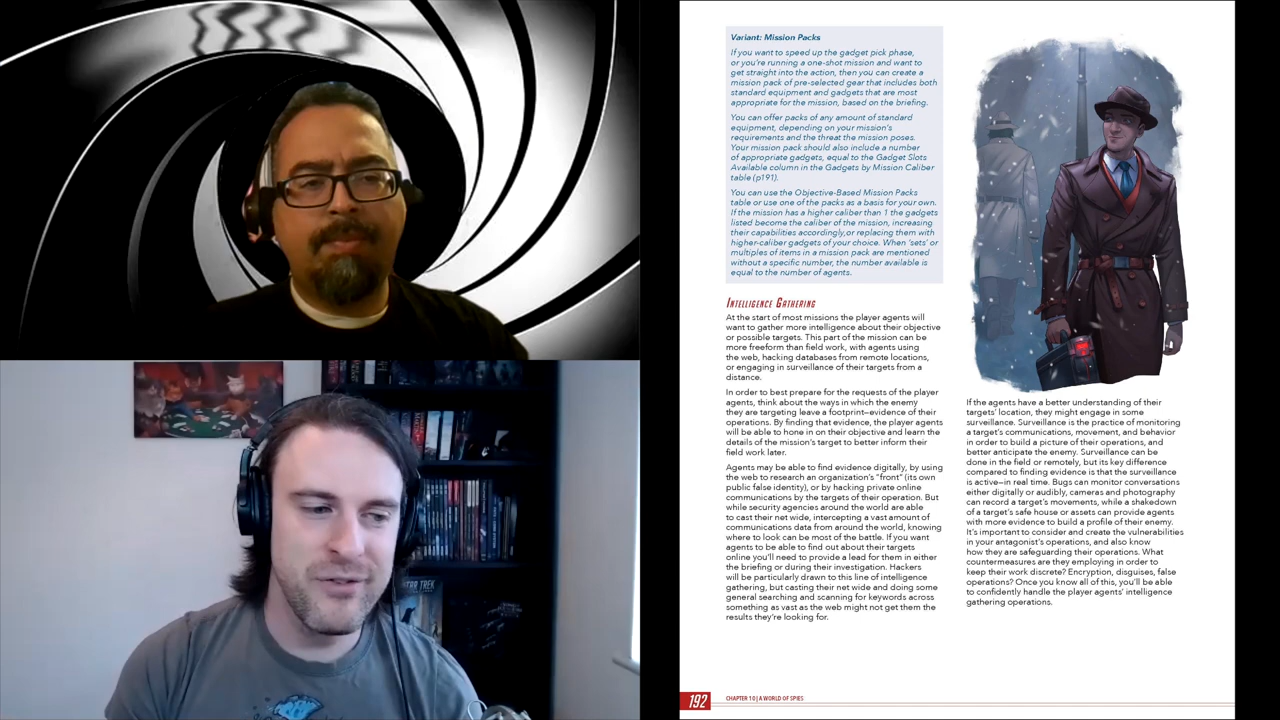 STAR TREK
Variant: Mission Packs
If you want to speed up the gadget pick phase,
or you're running a one-shot mission and want to
get straight into the action, then you can create a
mission pack of pre-selected gear that includes both
standard equipment and gadgets that are most
appropriate for the mission, based on the briefing.
You can offer packs of any amount of standard
equipment, depending on your mission's
requirements and the threat the mission poses.
Your mission pack should also include a number
of appropriate gadgets, equal to the Gadget Slots
Available column in the Gadgets by Mission Caliber
table (p191).
You can use the Objective-Based Mission Packs
table or use one of the packs as a basis for your own.
If the mission has a higher caliber than 1 the gadgets
listed become the caliber of the mission, increasing
their capabilities accordingly,or replacing them with
higher-caliber gadgets of your choice. When 'sets' or
multiples of items in a mission pack are mentioned
without a specific number, the number available is
equal to the number of agents.
Intelligence Gathering
At the start of most missions the player agents will
want to gather more intelligence about their objective
or possible targets. This part of the mission can be
more freeform than field work, with agents using
the web, hacking databases from remote locations,
or engaging in surveillance of their targets from a
distance.
In order to best prepare for the requests of the player
agents, think about the ways in which the enemy
they are targeting leave a footprint—evidence of their
operations. By finding that evidence, the player agents
will be able to hone in on their objective and learn the
details of the mission's target to better inform their
field work later.
Agents may be able to find evidence digitally, by using
the web to research an organization's "front" (its own
public false identity), or by hacking private online
communications by the targets of their operation. But
while security agencies around the world are able
to cast their net wide, intercepting a vast amount of
communications data from around the world, knowing
where to look can be most of the battle. If you want
agents to be able to find out about their targets
online you'll need to provide a lead for them in either
the briefing or during their investigation. Hackers
will be particularly drawn to this line of intelligence
gathering, but casting their net wide and doing some
general searching and scanning for keywords across
something as vast as the web might not get them the
results they're looking for.
If the agents have a better understanding of their
targets' location, they might engage in some
surveillance. Surveillance is the practice of monitoring
a target's communications, movement, and behavior
in order to build a picture of their operations, and
better anticipate the enemy. Surveillance can be
done in the field or remotely, but its key difference
compared to finding evidence is that the surveillance
is active—in real time. Bugs can monitor conversations
either digitally or audibly, cameras and photography
can record a target's movements, while a shakedown
of a target's safe house or assets can provide agents
with more evidence to build a profile of their enemy.
It's important to consider and create the vulnerabilities
in your antagonist's operations, and also know
how they are safeguarding their operations. What
countermeasures are they employing in order to
keep their work discrete? Encryption, disguises, false
operations? Once you know all of this, you'll be able
to confidently handle the player agents' intelligence
gathering operations.
192
CHAPTER 10 | A WORLD OF SPIES